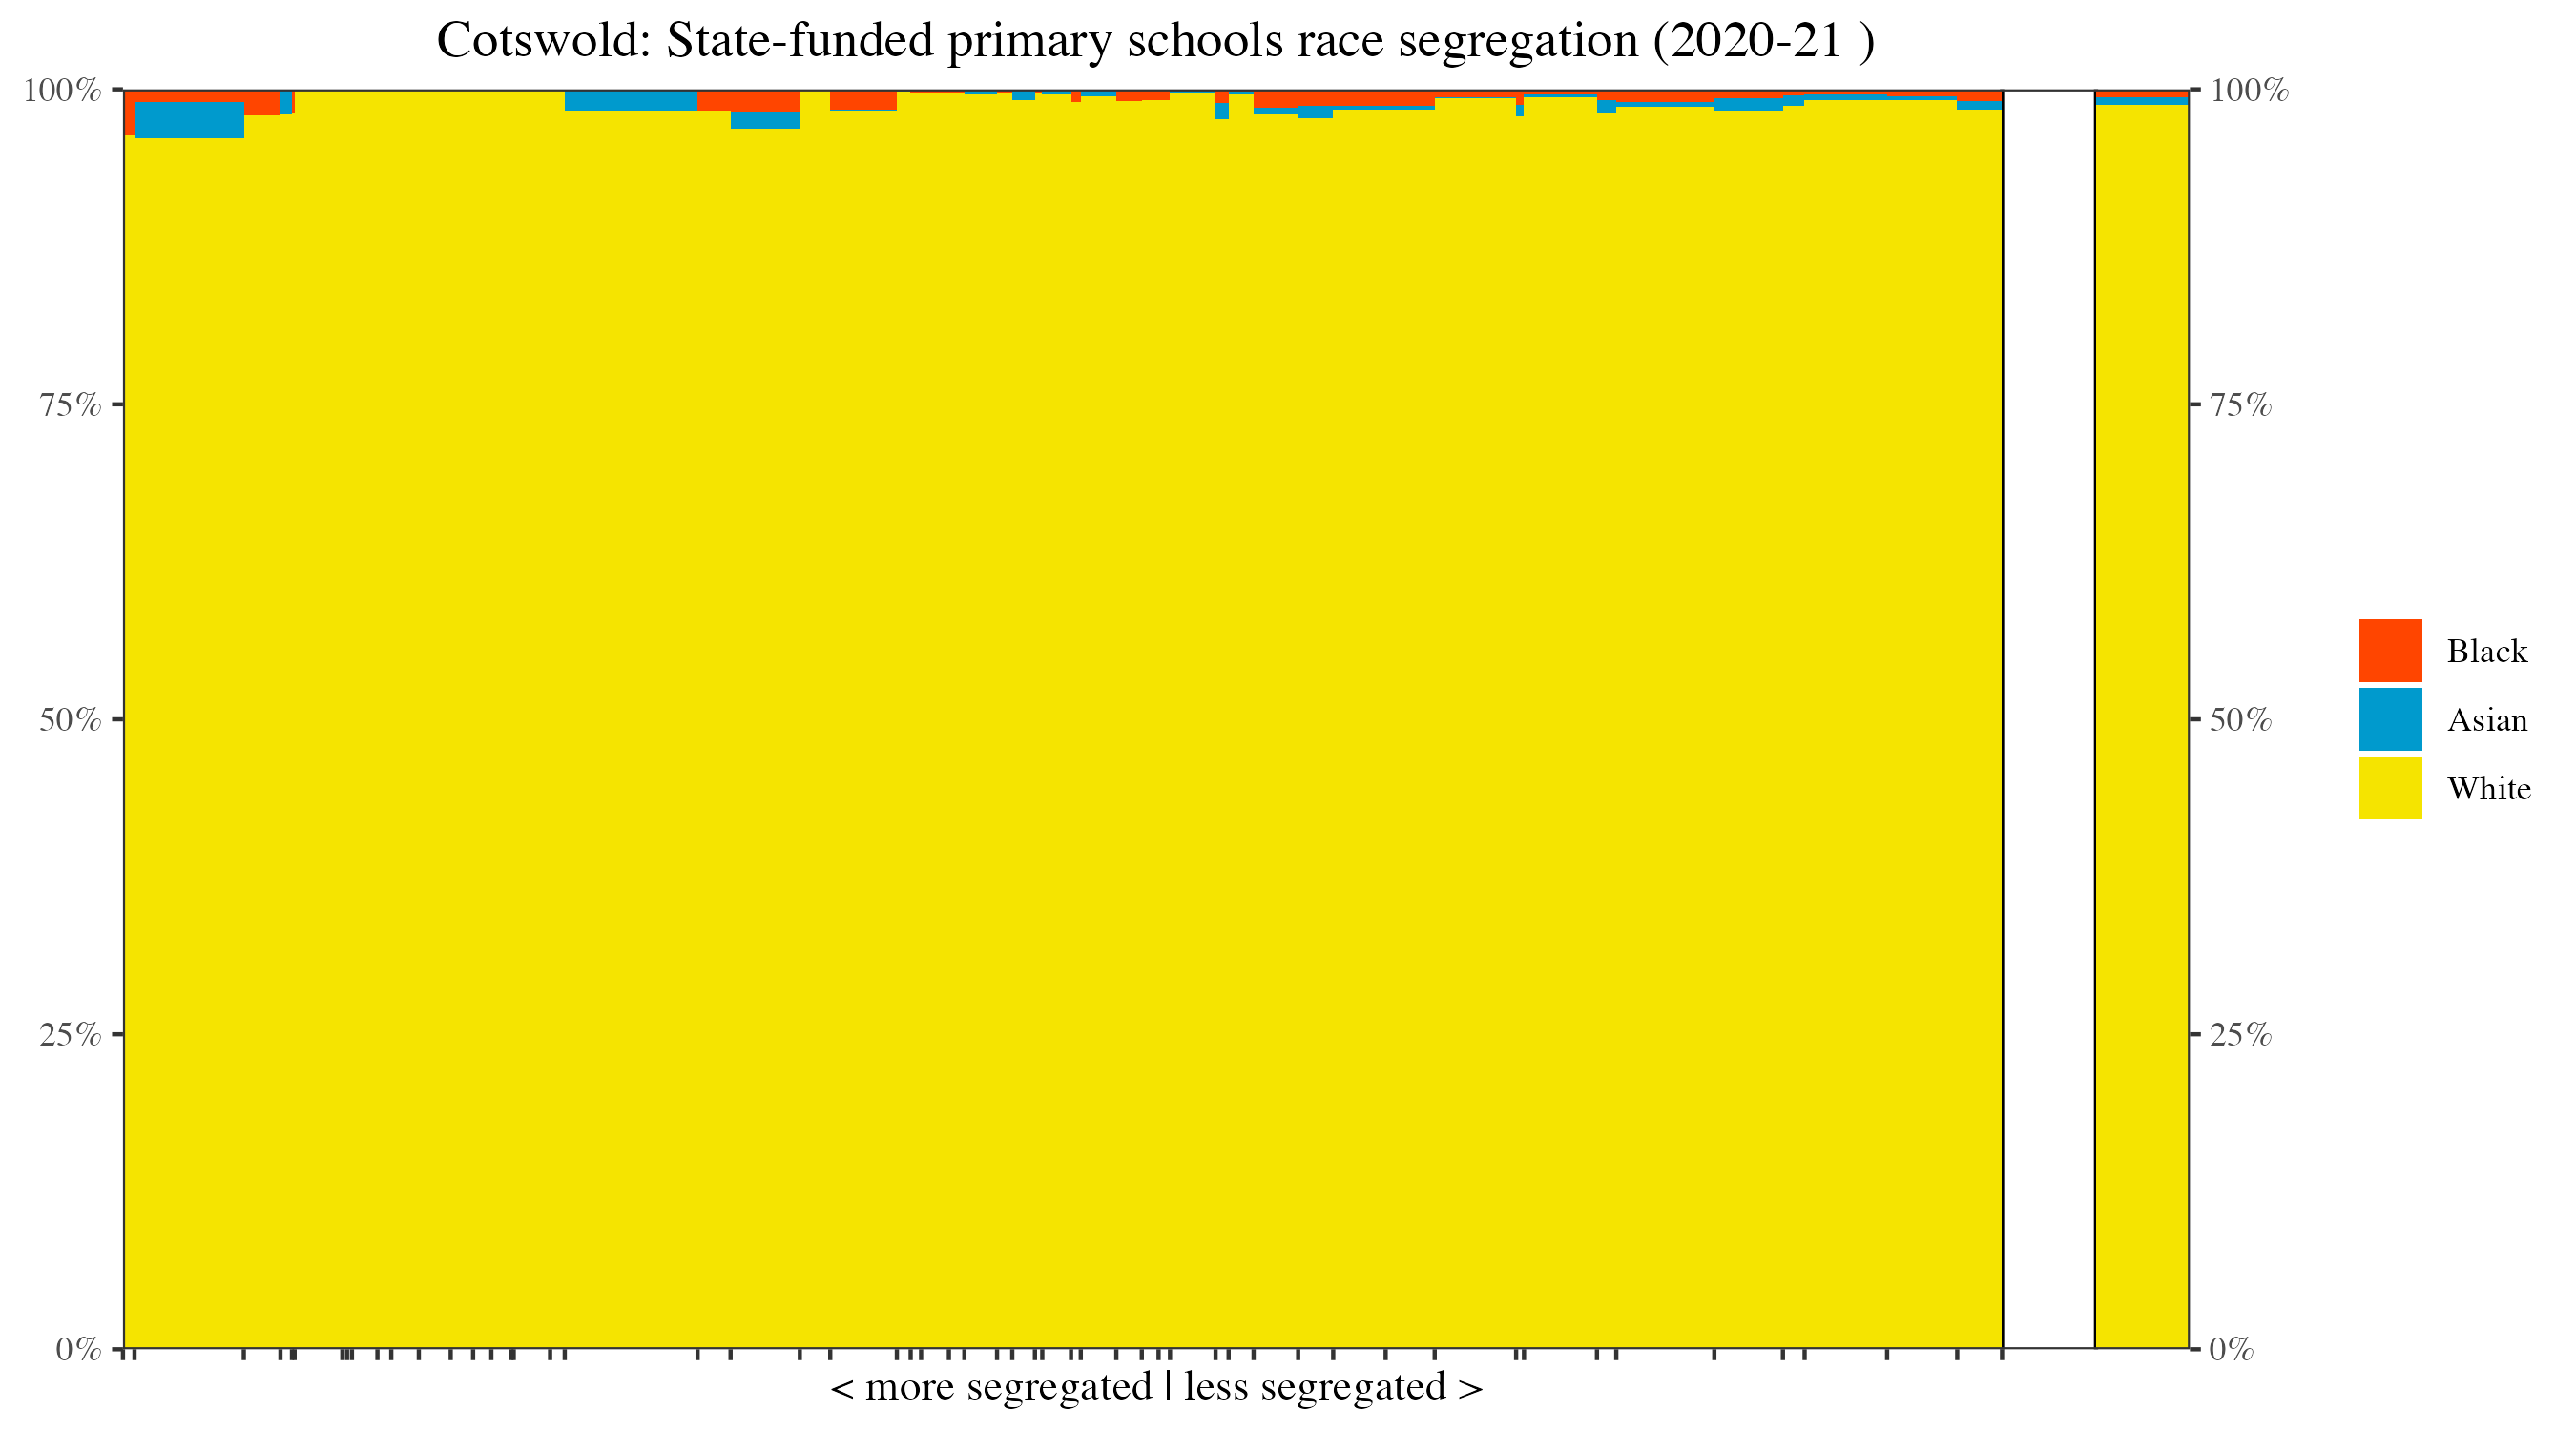 Cotswold: State-funded primary schools race segregation (2020-21 )
100%
75%
50%
25%
0%
100%
75%
50%
25%
0%
Black
Asian
White
< more segregated | less segregated >